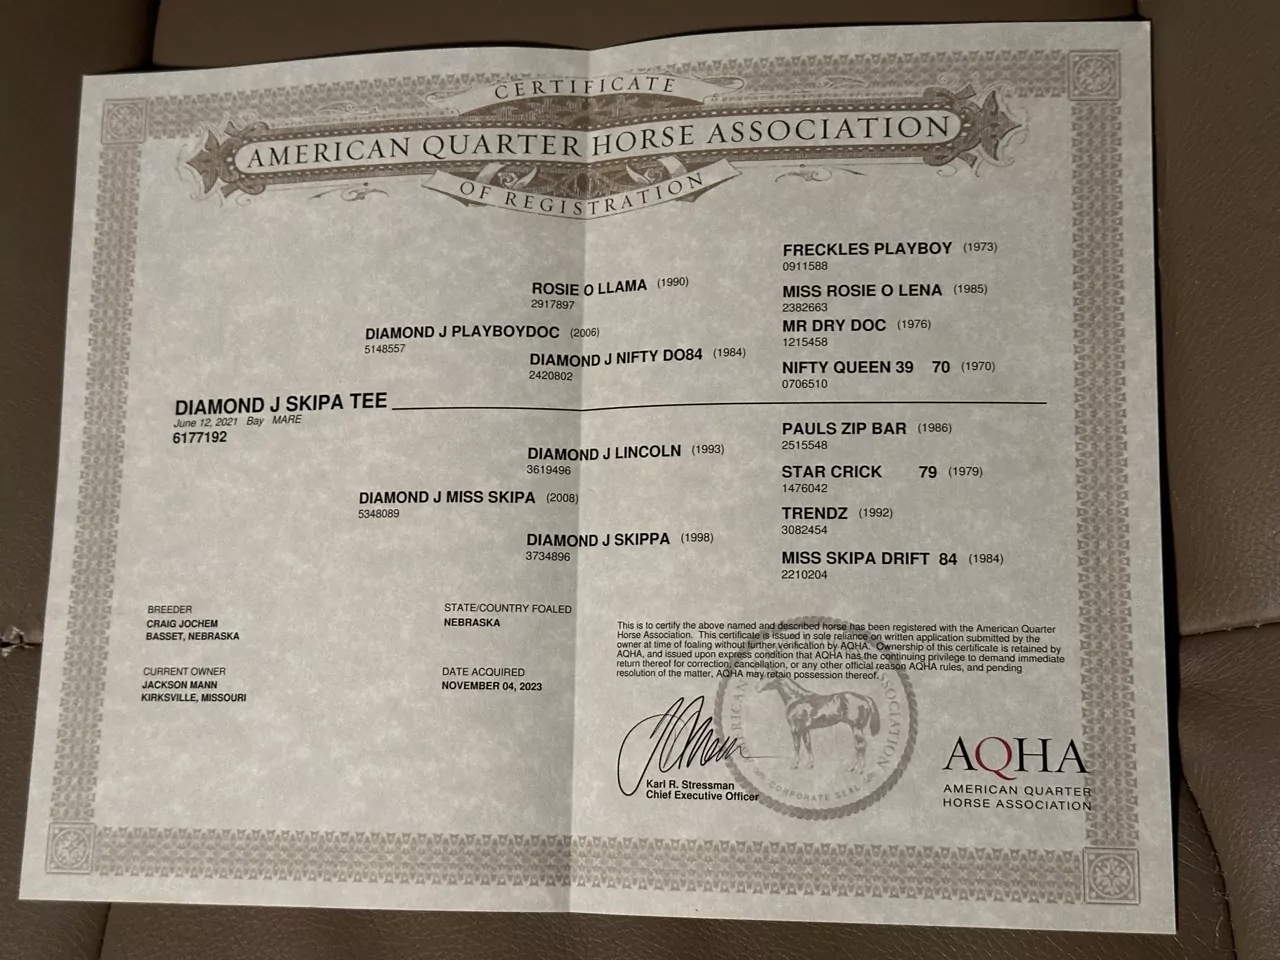 CERTIFICATE
AMERICAN QUARTER HORSE ASSOCIATION
OF REGISTRATION
FRECKLES PLAYBOY (1973)
0911588
ROSIE O LLAMA (1990)
2917897
MISS ROSIE O LENA (1985)
2382663
DIAMOND J PLAYBOYDOC (2006)
5148557
MR DRY DOC (1976)
1215458
DIAMOND J NIFTY DO84 (1984)
2420802
NIFTY QUEEN 39 70 (1970)
0706510
DIAMOND J SKIPA TEE
June 12, 2021 Bay MARE
6177192
PAULS ZIP BAR (1986)
2515548
DIAMOND J LINCOLN (1993)
3619496
STAR CRICK 79 (1979)
1476042
DIAMOND J MISS SKIPA (2008)
5348089
TRENDZ (1992)
3082454
DIAMOND J SKIPPA (1998)
3734896
MISS SKIPA DRIFT 84 (1984)
2210204
BREEDER
CRAIG JOCHEM
BASSET, NEBRASKA
STATE/COUNTRY FOALED
NEBRASKA
CURRENT OWNER
JACKSON MANN
KIRKSVILLE, MISSOURI
DATE ACQUIRED
NOVEMBER 04, 2023
This is to certify the above named and described horse has been registered with the American Quarter
Horse Association. This certificate is issued in sole reliance on written application submitted by the
owner at time of foaling without further verification by AQHA. Ownership of this certificate is retained by
AQHA, and issued upon express condition that AQHA has the continuing privilege to demand immediate
return thereof for correction, cancellation, or any other official reason AQHA rules, and pending
resolution of the matter, AQHA may retain possession thereof.
Karl R. Stressman
Chief Executive Officer
ASSOCIATION
CORPORATE SEAL
AQHA
AMERICAN QUARTER
HORSE ASSOCIATION